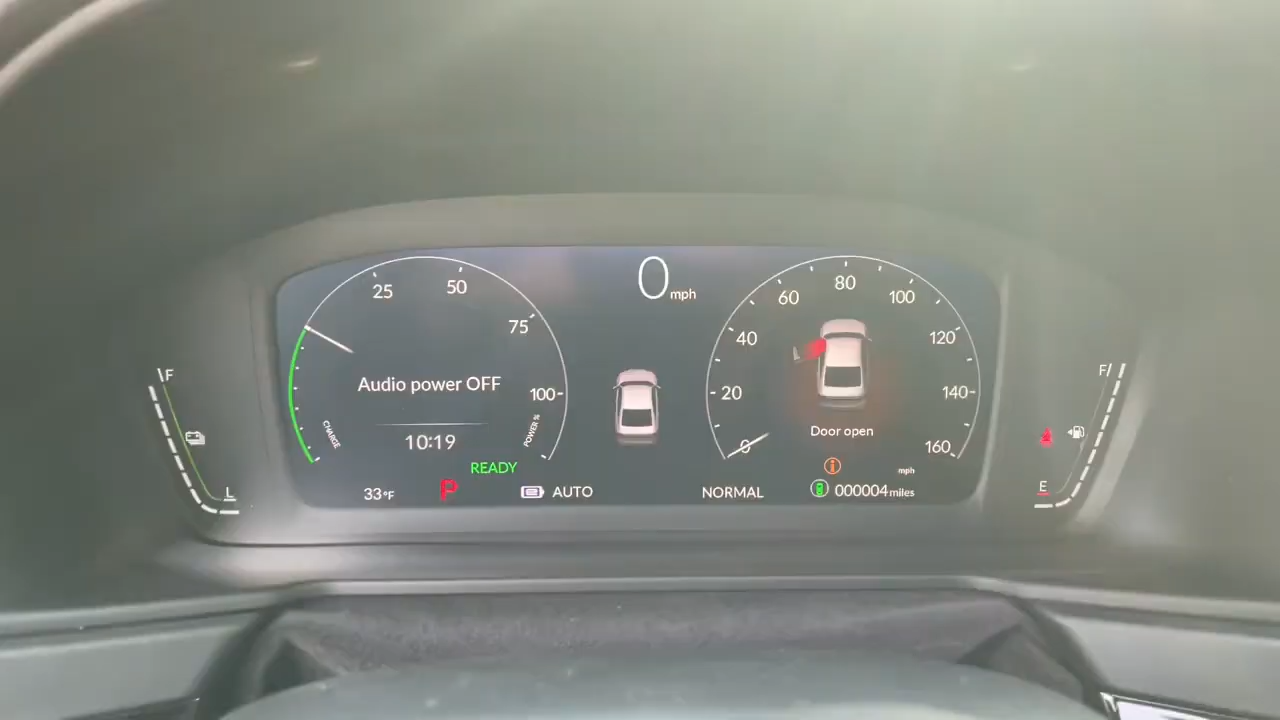 0 mph
25
50
75
100
CHARGE
POWER %
Audio power OFF
10:19
READY
33°F
P
AUTO
F
L
0
20
40
60
80
100
120
140
160
mph
Door open
NORMAL
000004 miles
F
E